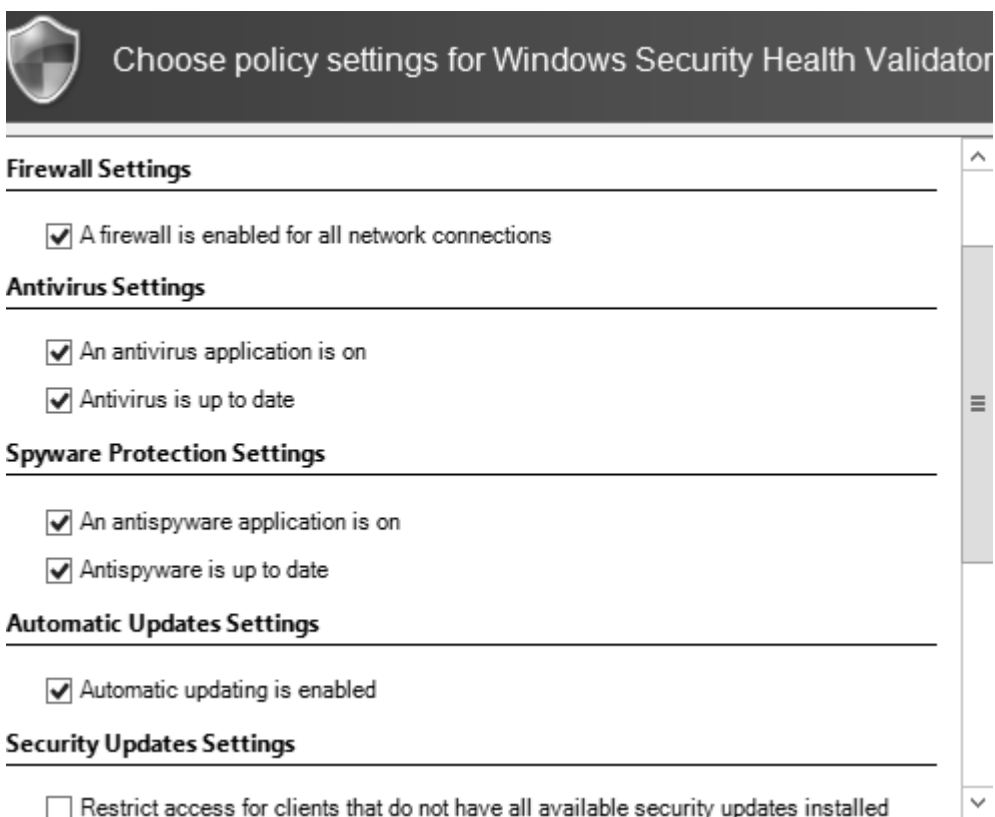 Choose policy settings for Windows Security Health Validator
Firewall Settings
A firewall is enabled for all network connections
Antivirus Settings
An antivirus application is on
Antivirus is up to date
Spyware Protection Settings
An antispyware application is on
Antispyware is up to date
Automatic Updates Settings
Automatic updating is enabled
Security Updates Settings
Restrict access for clients that do not have all available security updates installed